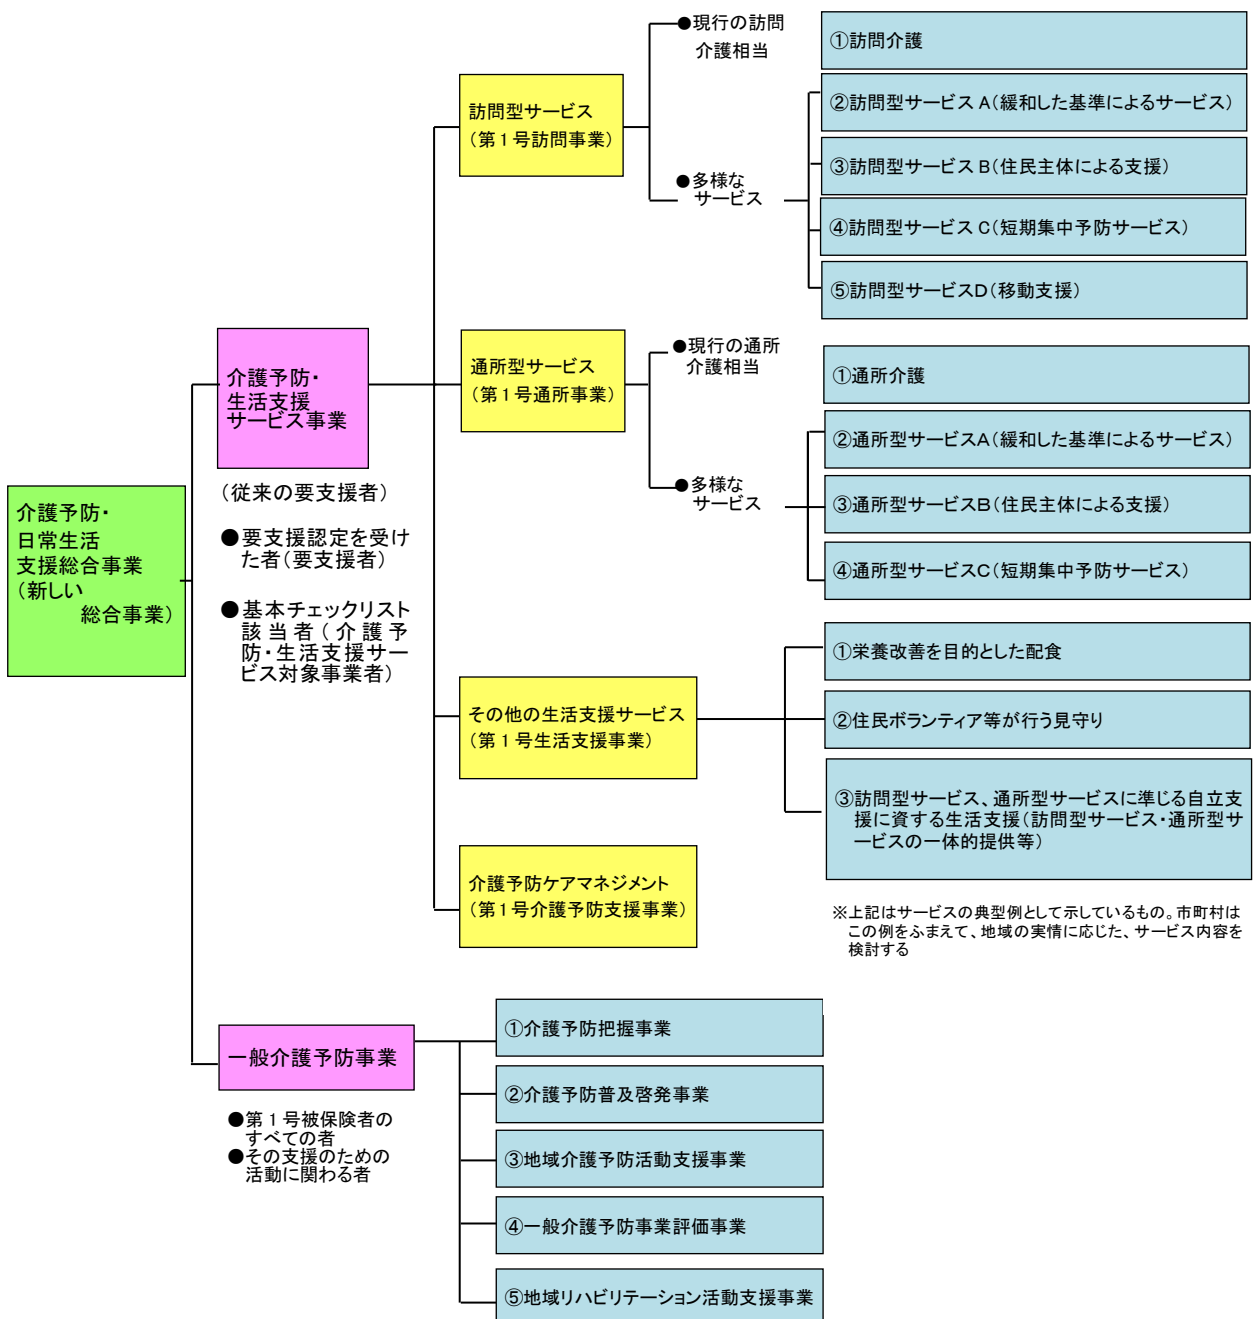 介護予防・
日常生活
支援総合事業
(新しい
総合事業)
介護予防・
生活支援
サービス事業
(従来の要支援者)
●要支援認定を受け
た者(要支援者)
●基本チェックリスト
該当者(介護予
防・生活支援サー
ビス対象事業者)
訪問型サービス
(第1号訪問事業)
●現行の訪問
介護相当
①訪問介護
●多様な
サービス
②訪問型サービスA(緩和した基準によるサービス)
③訪問型サービスB(住民主体による支援)
④訪問型サービスC(短期集中予防サービス)
⑤訪問型サービスD(移動支援)
通所型サービス
(第1号通所事業)
●現行の通所
介護相当
①通所介護
●多様な
サービス
②通所型サービスA(緩和した基準によるサービス)
③通所型サービスB(住民主体による支援)
④通所型サービスC(短期集中予防サービス)
その他の生活支援サービス
(第1号生活支援事業)
①栄養改善を目的とした配食
②住民ボランティア等が行う見守り
③訪問型サービス、通所型サービスに準じる自立支
援に資する生活支援(訪問型サービス・通所型サ
ービスの一体的提供等)
介護予防ケアマネジメント
(第1号介護予防支援事業)
※上記はサービスの典型例として示しているもの。市町村は
この例をふまえて、地域の実情に応じた、サービス内容を
検討する
一般介護予防事業
●第1号被保険者の
すべての者
●その支援のための
活動に関わる者
①介護予防把握事業
②介護予防普及啓発事業
③地域介護予防活動支援事業
④一般介護予防事業評価事業
⑤地域リハビリテーション活動支援事業